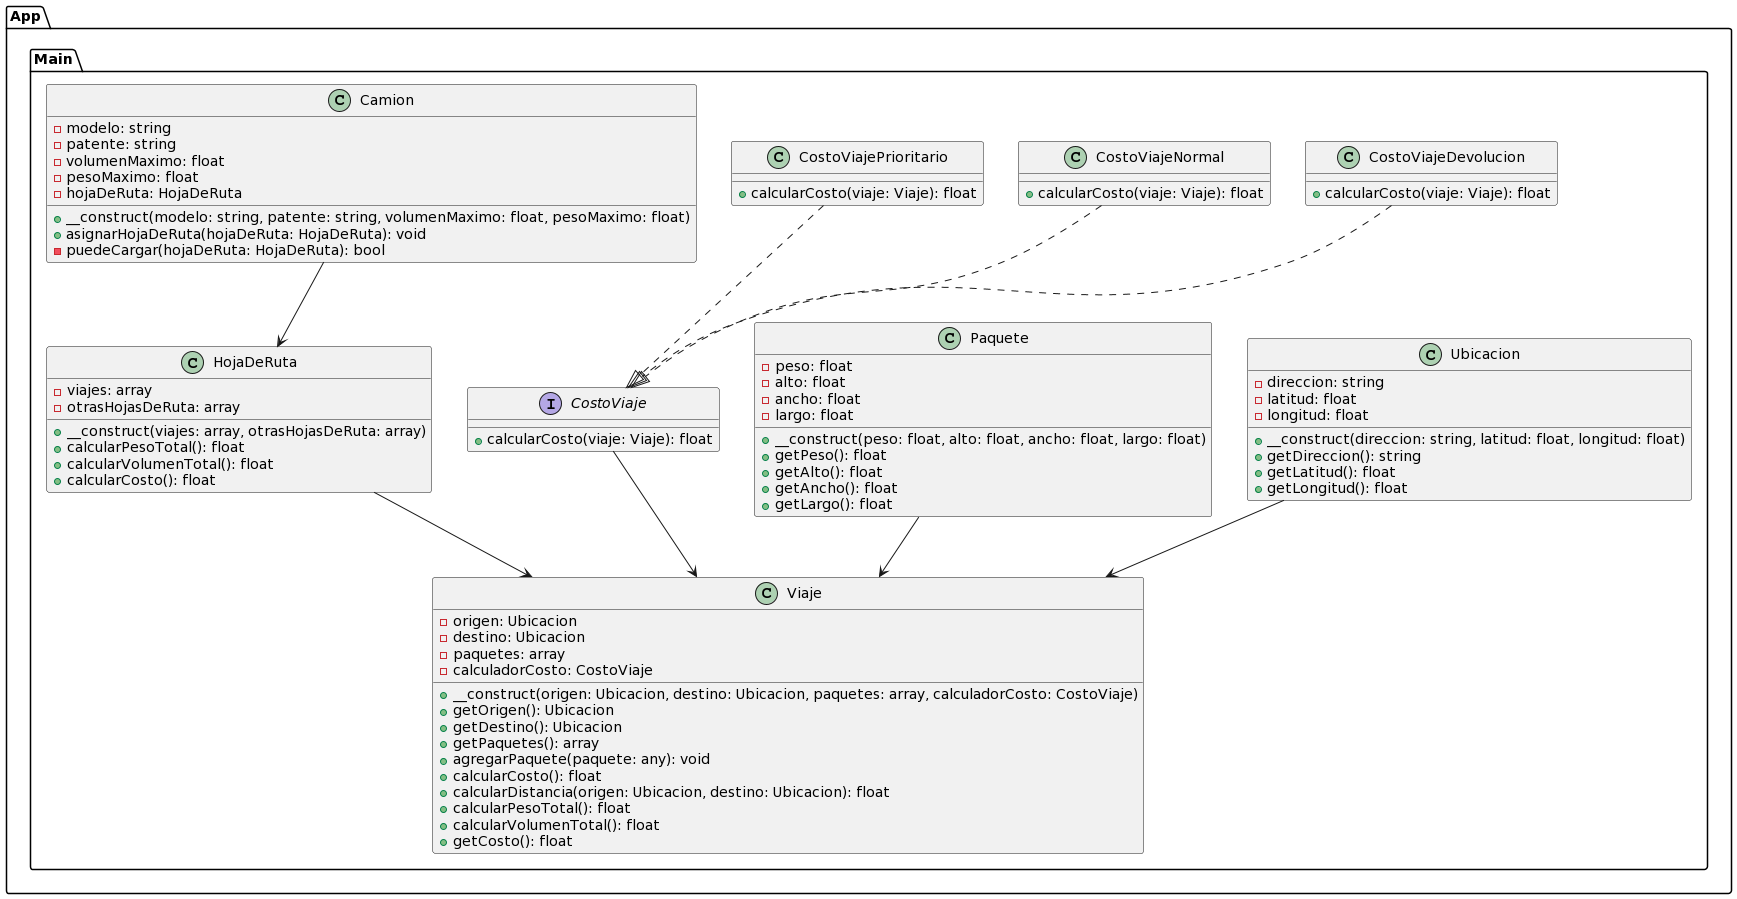 App
Main
C Camion
modelo: string
patente: string
volumenMaximo: float
pesoMaximo: float
hojaDeRuta: HojaDeRuta
__construct(modelo: string, patente: string, volumenMaximo: float, pesoMaximo: float)
asignarHojaDeRuta(hojaDeRuta: HojaDeRuta): void
puedeCargar(hojaDeRuta: HojaDeRuta): bool
C CostoViajePrioritario
calcularCosto(viaje: Viaje): float
C CostoViajeNormal
calcularCosto(viaje: Viaje): float
C CostoViajeDevolucion
calcularCosto(viaje: Viaje): float
C HojaDeRuta
viajes: array
otrasHojasDeRuta: array
__construct(viajes: array, otrasHojasDeRuta: array)
calcularPesoTotal(): float
calcularVolumenTotal(): float
calcularCosto(): float
I CostoViaje
calcularCosto(viaje: Viaje): float
C Paquete
peso: float
alto: float
ancho: float
largo: float
__construct(peso: float, alto: float, ancho: float, largo: float)
getPeso(): float
getAlto(): float
getAncho(): float
getLargo(): float
C Ubicacion
direccion: string
latitud: float
longitud: float
__construct(direccion: string, latitud: float, longitud: float)
getDireccion(): string
getLatitud(): float
getLongitud(): float
C Viaje
origen: Ubicacion
destino: Ubicacion
paquetes: array
calculadorCosto: CostoViaje
__construct(origen: Ubicacion, destino: Ubicacion, paquetes: array, calculadorCosto: CostoViaje)
getOrigen(): Ubicacion
getDestino(): Ubicacion
getPaquetes(): array
agregarPaquete(paquete: any): void
calcularCosto(): float
calcularDistancia(origen: Ubicacion, destino: Ubicacion): float
calcularPesoTotal(): float
calcularVolumenTotal(): float
getCosto(): float